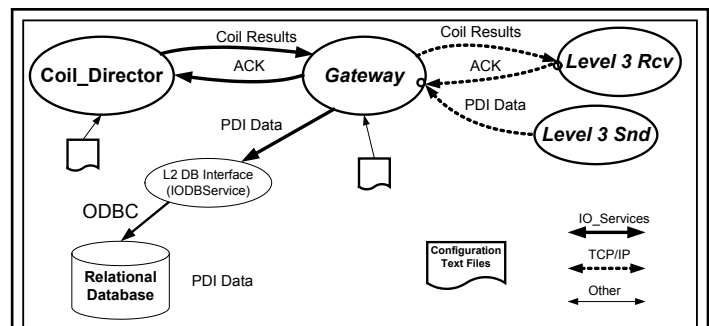 Coil Results
Coil_Director
ACK
Gateway
Coil Results
ACK
Level 3 Rcv
PDI Data
Level 3 Snd
PDI Data
L2 DB Interface
(IODBService)
ODBC
Relational
Database
PDI Data
Configuration
Text Files
IO_Services
TCP/IP
Other